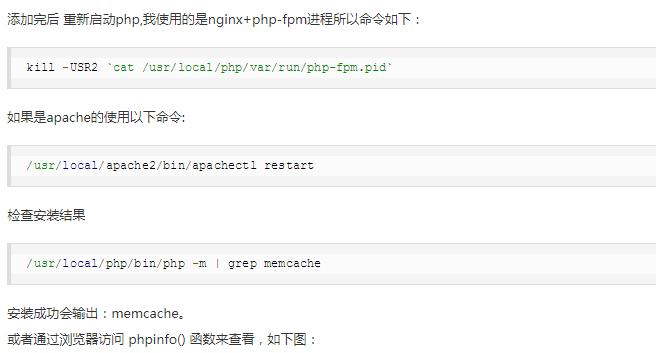 添加完后 重新启动php,我使用的是nginx+php-fpm进程所以命令如下：
kill -USR2 `cat /usr/local/php/var/run/php-fpm.pid`
如果是apache的使用以下命令:
/usr/local/apache2/bin/apachectl restart
检查安装结果
/usr/local/php/bin/php -m | grep memcache
安装成功会输出：memcache。
或者通过浏览器访问 phpinfo() 函数来查看，如下图：